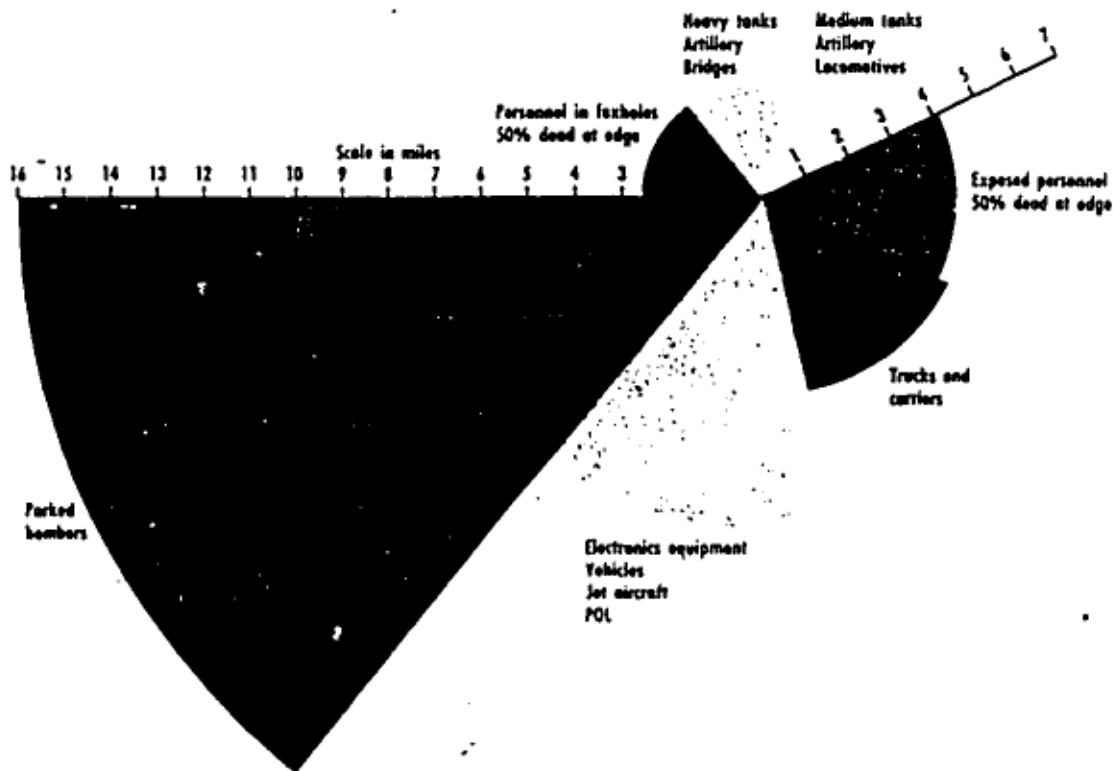 Heavy tanks
Artillery
Bridges
Medium tanks
Artillery
Locomotives
1 2 3 4 5 6 7
Personnel in foxholes
50% dead at edge
Scale in miles
16 15 14 13 12 11 10 9 8 7 6 5 4 3
Exposed personnel
50% dead at edge
Trucks and
carriers
Parked
bombers
Electronics equipment
Vehicles
Jet aircraft
POL